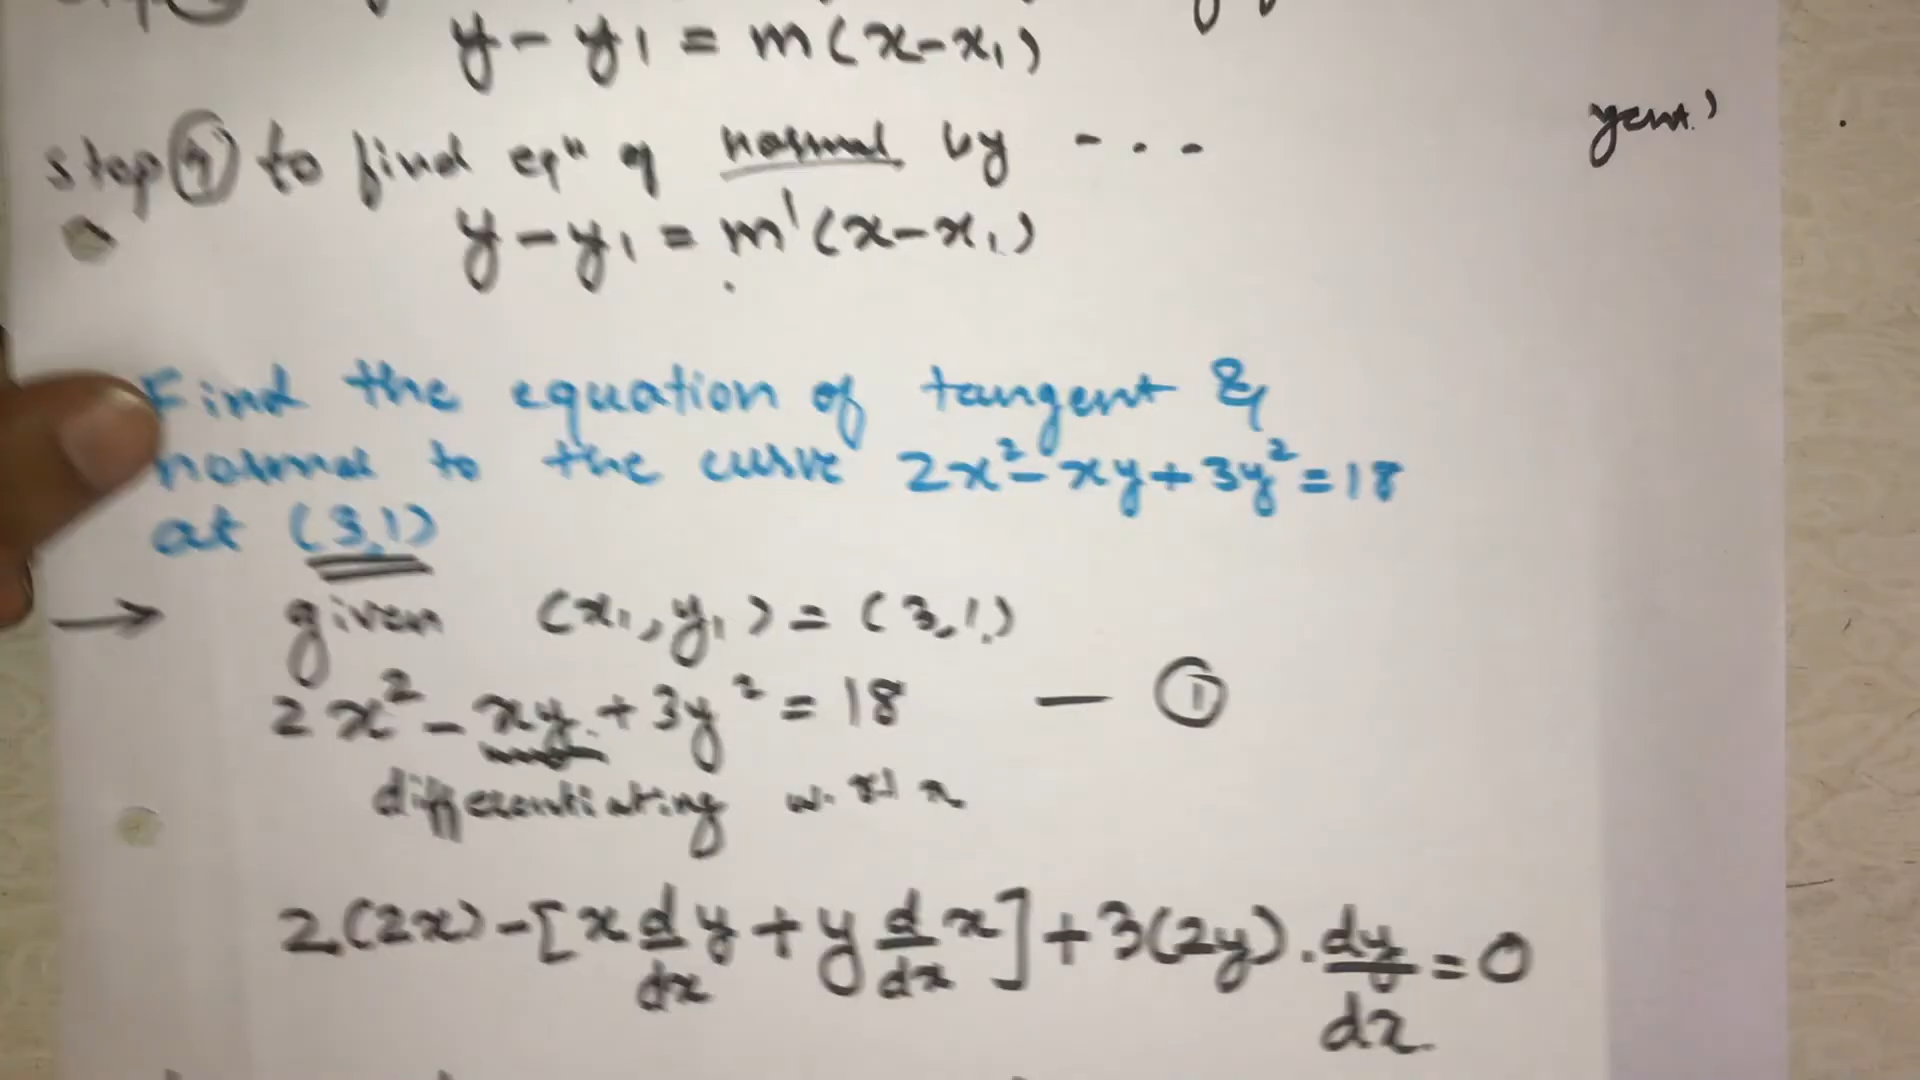 y - y₁ = m(x - x₁)
step ④ to find eqⁿ of normal by - - -
y - y₁ = m'(x - x₁)
Find the equation of tangent &
normal to the curve 2x² - xy + 3y² = 18
at (3,1)
→ given (x₁, y₁) = (3,1)
2x² - xy + 3y² = 18 — ①
differentiating w.r.t x
2(2x) - [x d/dx y + y d/dx x] + 3(2y) . dy/dx = 0